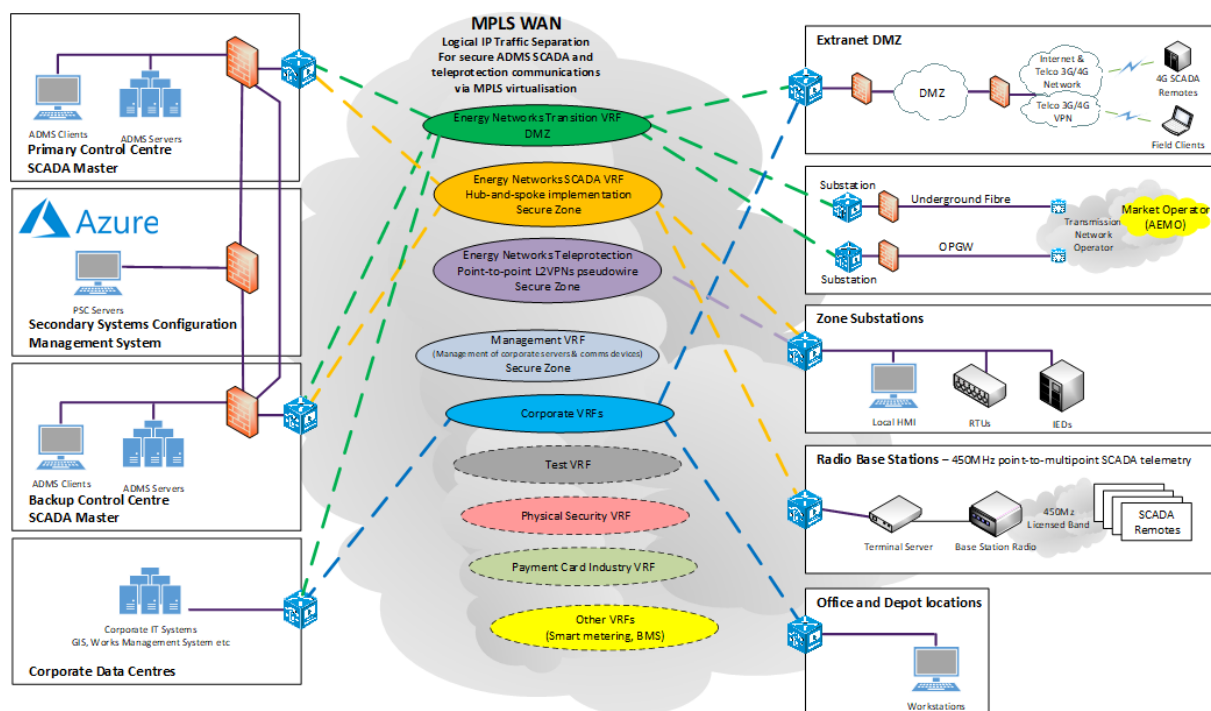 MPLS WAN
Logical IP Traffic Separation
For secure ADMS SCADA and
teleprotection communications
via MPLS virtualisation
Energy Networks Transition VRF
DMZ
Energy Networks SCADA VRF
Hub-and-spoke implementation
Secure Zone
Energy Networks Teleprotection
Point-to-point L2VPNs pseudowire
Secure Zone
Management VRF
(Management of corporate servers & comms devices)
Secure Zone
Corporate VRFs
Test VRF
Physical Security VRF
Payment Card Industry VRF
Other VRFs
(Smart metering, BMS)
ADMS Clients
ADMS Servers
Primary Control Centre
SCADA Master
Azure
PSC Servers
Secondary Systems Configuration
Management System
ADMS Clients
ADMS Servers
Backup Control Centre
SCADA Master
Corporate IT Systems
GIS, Works Management System etc
Corporate Data Centres
Extranet DMZ
DMZ
Internet &
Telco 3G/4G
Network
Telco 3G/4G
VPN
4G SCADA
Remotes
Field Clients
Substation
Underground Fibre
OPGW
Substation
Transmission
Network
Operator
Market Operator
(AEMO)
Zone Substations
Local HMI
RTUs
IEDs
Radio Base Stations – 450MHz point-to-multipoint SCADA telemetry
Terminal Server
Base Station Radio
450Mz
Licensed Band
SCADA
Remotes
Office and Depot locations
Workstations